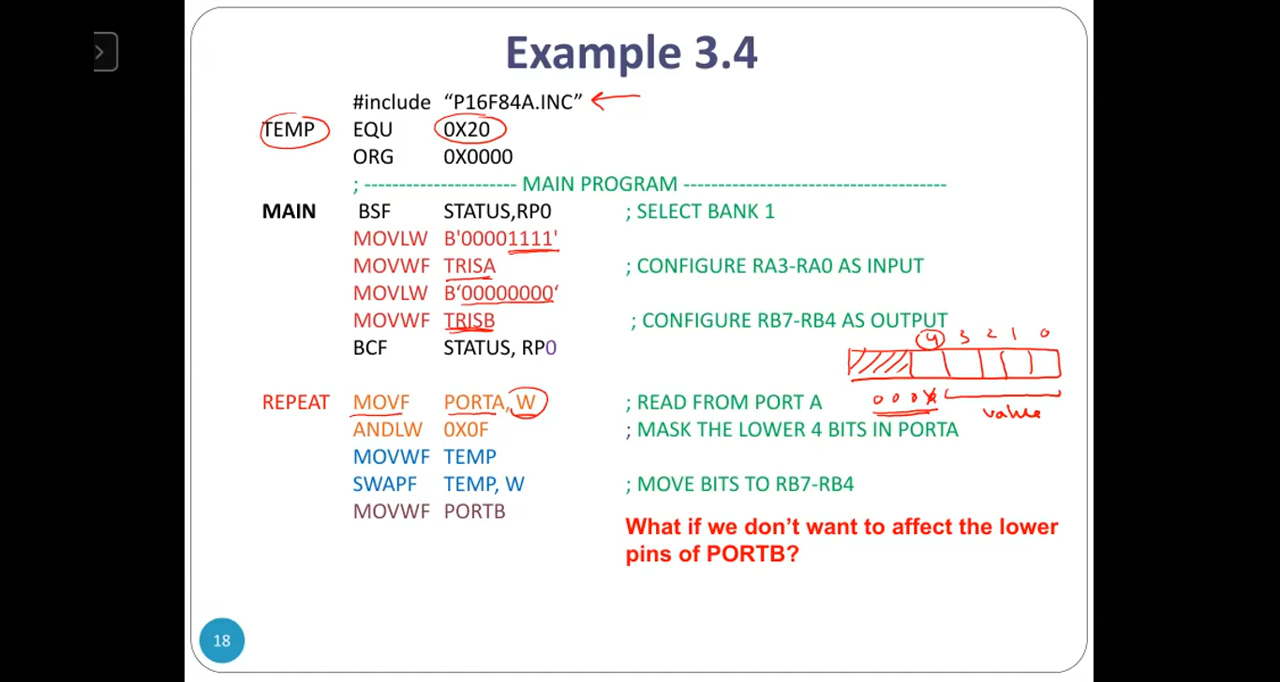 Example 3.4
#include “P16F84A.INC”
TEMP EQU 0X20
ORG 0X0000
; ---------------------- MAIN PROGRAM --------------------------------------
MAIN BSF STATUS,RP0 ; SELECT BANK 1
MOVLW B'00001111'
MOVWF TRISA ; CONFIGURE RA3-RA0 AS INPUT
MOVLW B‘00000000‘
MOVWF TRISB ; CONFIGURE RB7-RB4 AS OUTPUT
4 3 2 1 0
BCF STATUS, RP0
REPEAT MOVF PORTA, W ; READ FROM PORT A
0 0 0 x value
ANDLW 0X0F ; MASK THE LOWER 4 BITS IN PORTA
MOVWF TEMP
SWAPF TEMP, W ; MOVE BITS TO RB7-RB4
MOVWF PORTB
What if we don’t want to affect the lower
pins of PORTB?
18